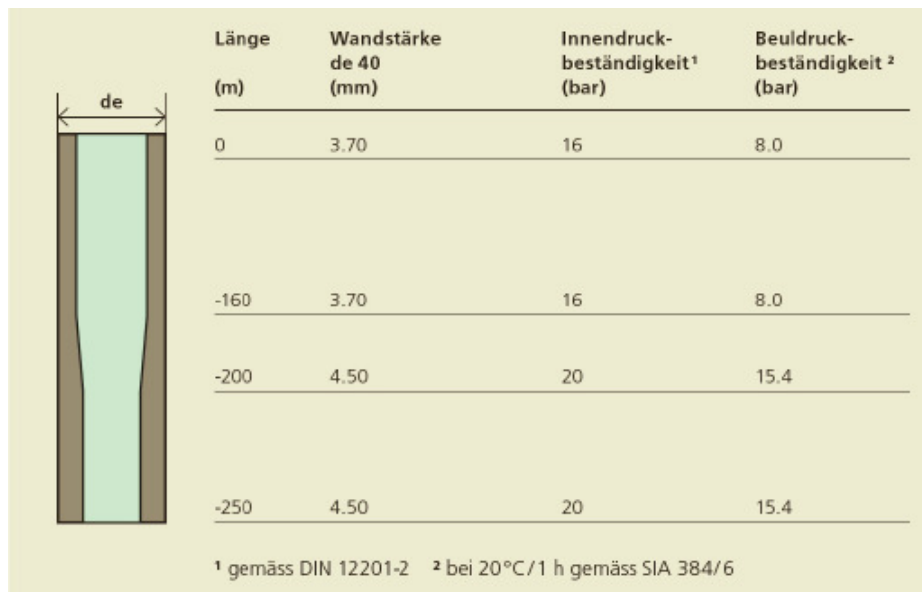 Länge Wandstärke Innendruck- Beuldruck-
de 40 beständigkeit¹ beständigkeit ²
(m) (mm) (bar) (bar)
de
0 3.70 16 8.0
-160 3.70 16 8.0
-200 4.50 20 15.4
-250 4.50 20 15.4
¹ gemäss DIN 12201-2 ² bei 20°C/1 h gemäss SIA 384/6